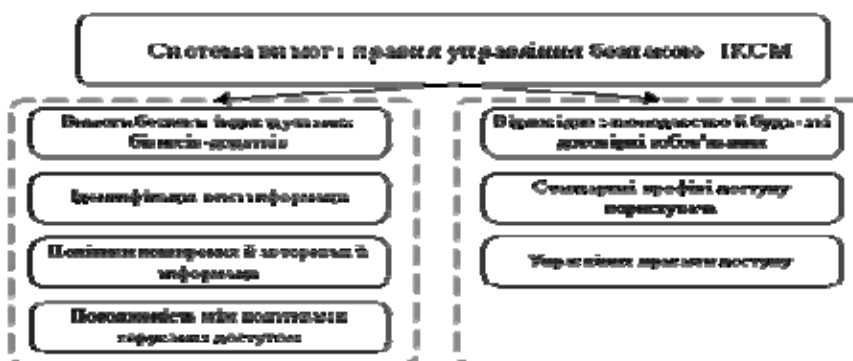 Система вимог і правил управління безпекою ІКСМ
Вимоги безпеки індивідуальних
бізнес-додатків
Ідентифікація всієї інформації
Політики поширення й авторизації
інформації
Погодженість між політиками
керування доступом
Відповідне законодавство й будь-які
договірні зобов'язання
Стандартні профілі доступу
користувача
Управління правами доступу